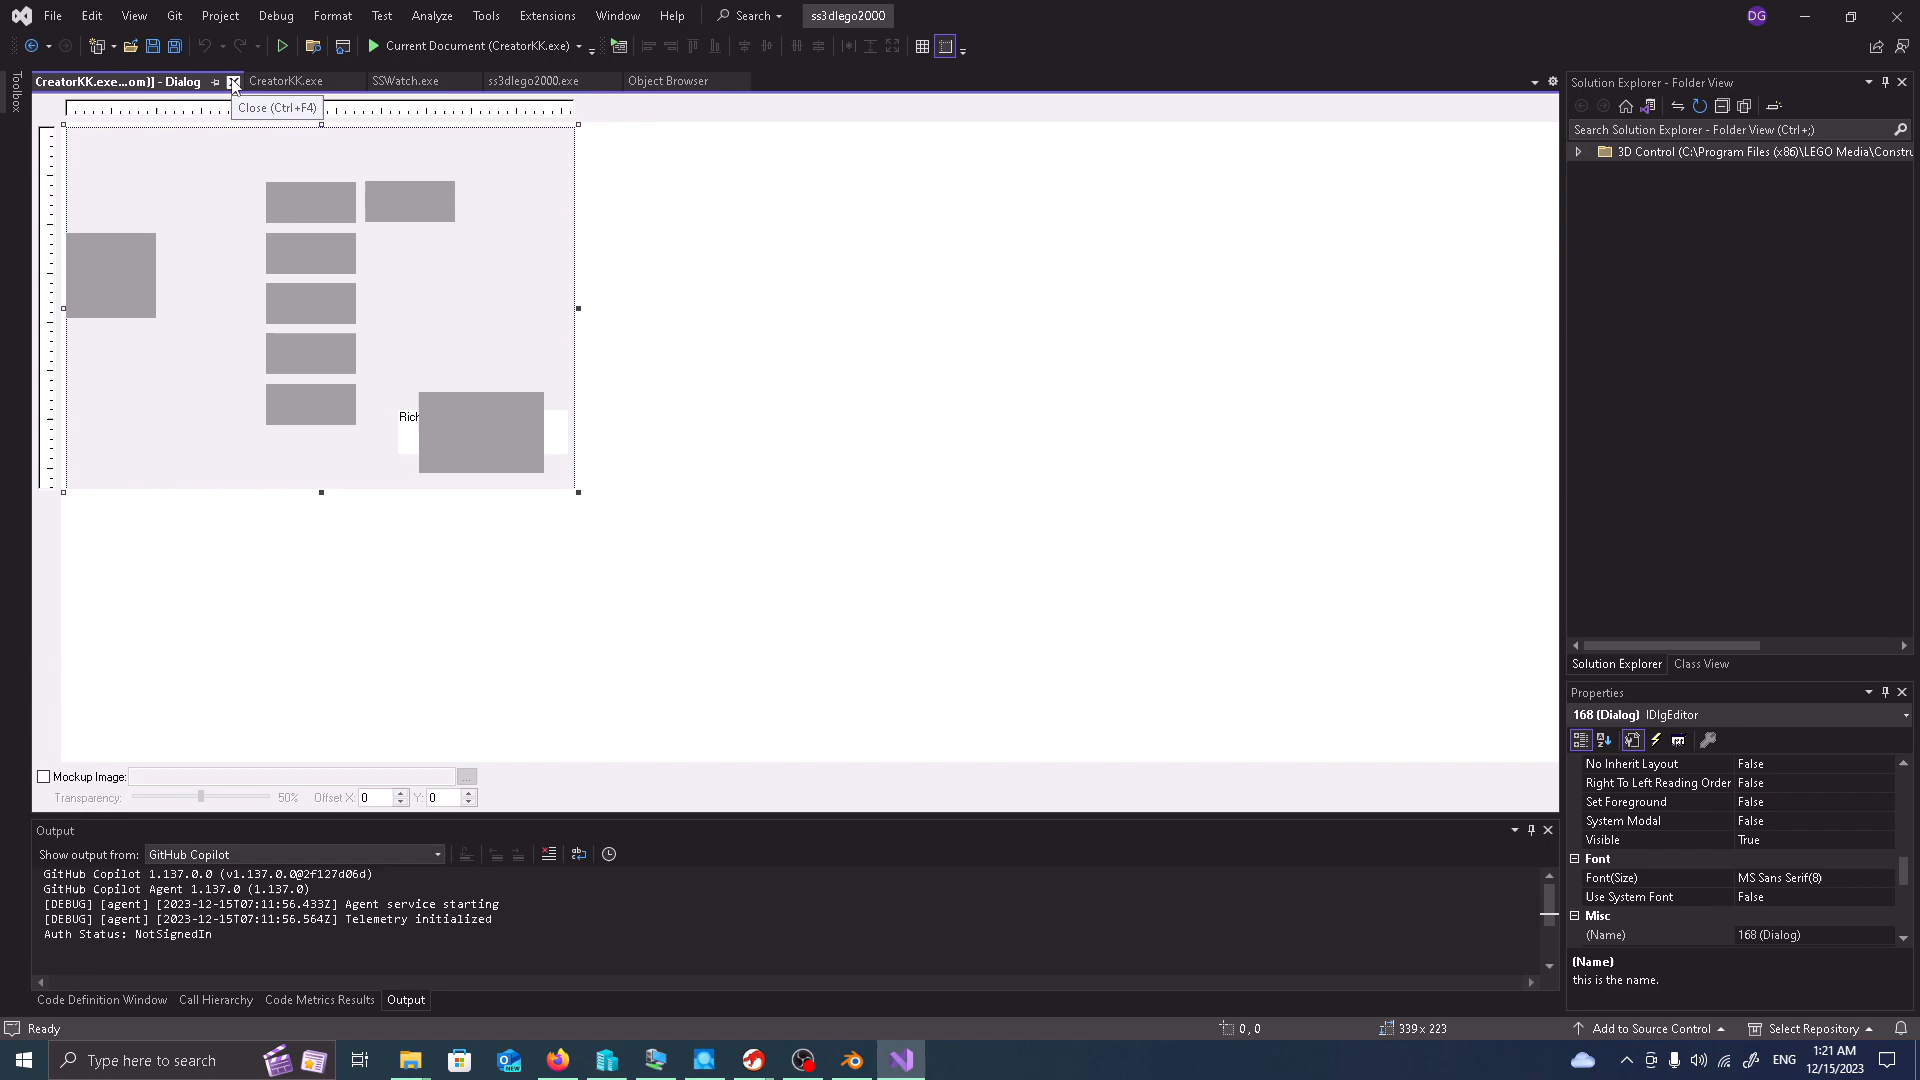 File Edit View Git Project Debug Format Test Analyze Tools Extensions Window Help Search ss3dlego2000 DG
Current Document (CreatorKK.exe)
CreatorKK.exe...om)] - Dialog CreatorKK.exe SSWatch.exe ss3dlego2000.exe Object Browser
Close (Ctrl+F4)
Toolbox
Rich
Mockup Image: ...
Transparency: 50% Offset X: 0 Y: 0
Solution Explorer - Folder View
Search Solution Explorer - Folder View (Ctrl+;)
3D Control (C:\Program Files (x86)\LEGO Media\Constru
Solution Explorer Class View
Properties
168 (Dialog) IDlgEditor
No Inherit Layout False
Right To Left Reading Order False
Set Foreground False
System Modal False
Visible True
Font
Font(Size) MS Sans Serif(8)
Use System Font False
Misc
(Name) 168 (Dialog)
(Name)
this is the name.
Output
Show output from: GitHub Copilot
GitHub Copilot 1.137.0.0 (v1.137.0.0@2f127d06d)
GitHub Copilot Agent 1.137.0 (1.137.0)
[DEBUG] [agent] [2023-12-15T07:11:56.433Z] Agent service starting
[DEBUG] [agent] [2023-12-15T07:11:56.564Z] Telemetry initialized
Auth Status: NotSignedIn
Code Definition Window Call Hierarchy Code Metrics Results Output
Ready 0 , 0 339 x 223 Add to Source Control Select Repository
Type here to search NEW ENG 1:21 AM
12/15/2023